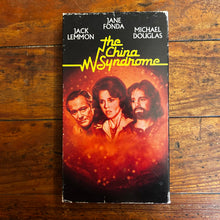 JACK
LEMMON
JANE
FONDA
MICHAEL
DOUGLAS
the
China
Syndrome